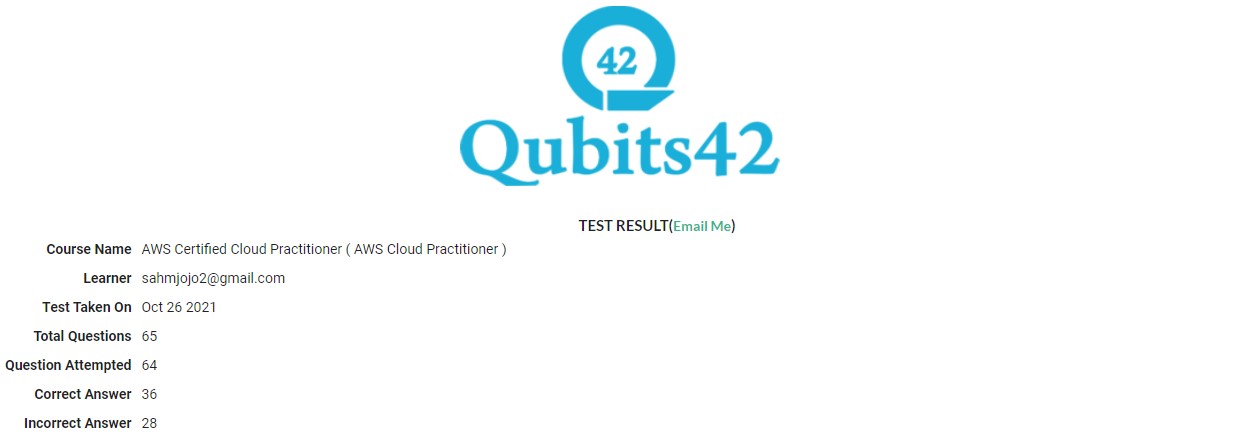 42
Qubits42
TEST RESULT(Email Me)
Course Name AWS Certified Cloud Practitioner ( AWS Cloud Practitioner )
Learner sahmjojo2@gmail.com
Test Taken On Oct 26 2021
Total Questions 65
Question Attempted 64
Correct Answer 36
Incorrect Answer 28